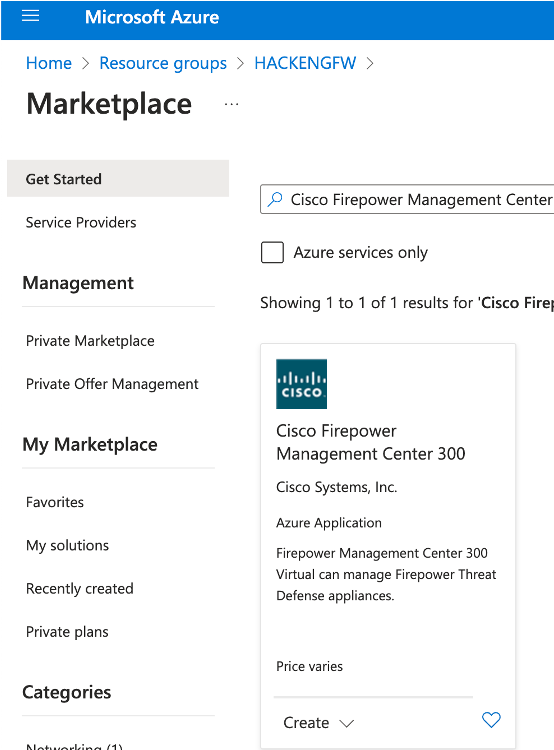 Microsoft Azure
Home > Resource groups > HACKENGFW >
Marketplace ...
Get Started
Service Providers
Management
Private Marketplace
Private Offer Management
My Marketplace
Favorites
My solutions
Recently created
Private plans
Categories
Networking (1)
Cisco Firepower Management Center
Azure services only
Showing 1 to 1 of 1 results for 'Cisco Firep
CISCO
Cisco Firepower
Management Center 300
Cisco Systems, Inc.
Azure Application
Firepower Management Center 300
Virtual can manage Firepower Threat
Defense appliances.
Price varies
Create